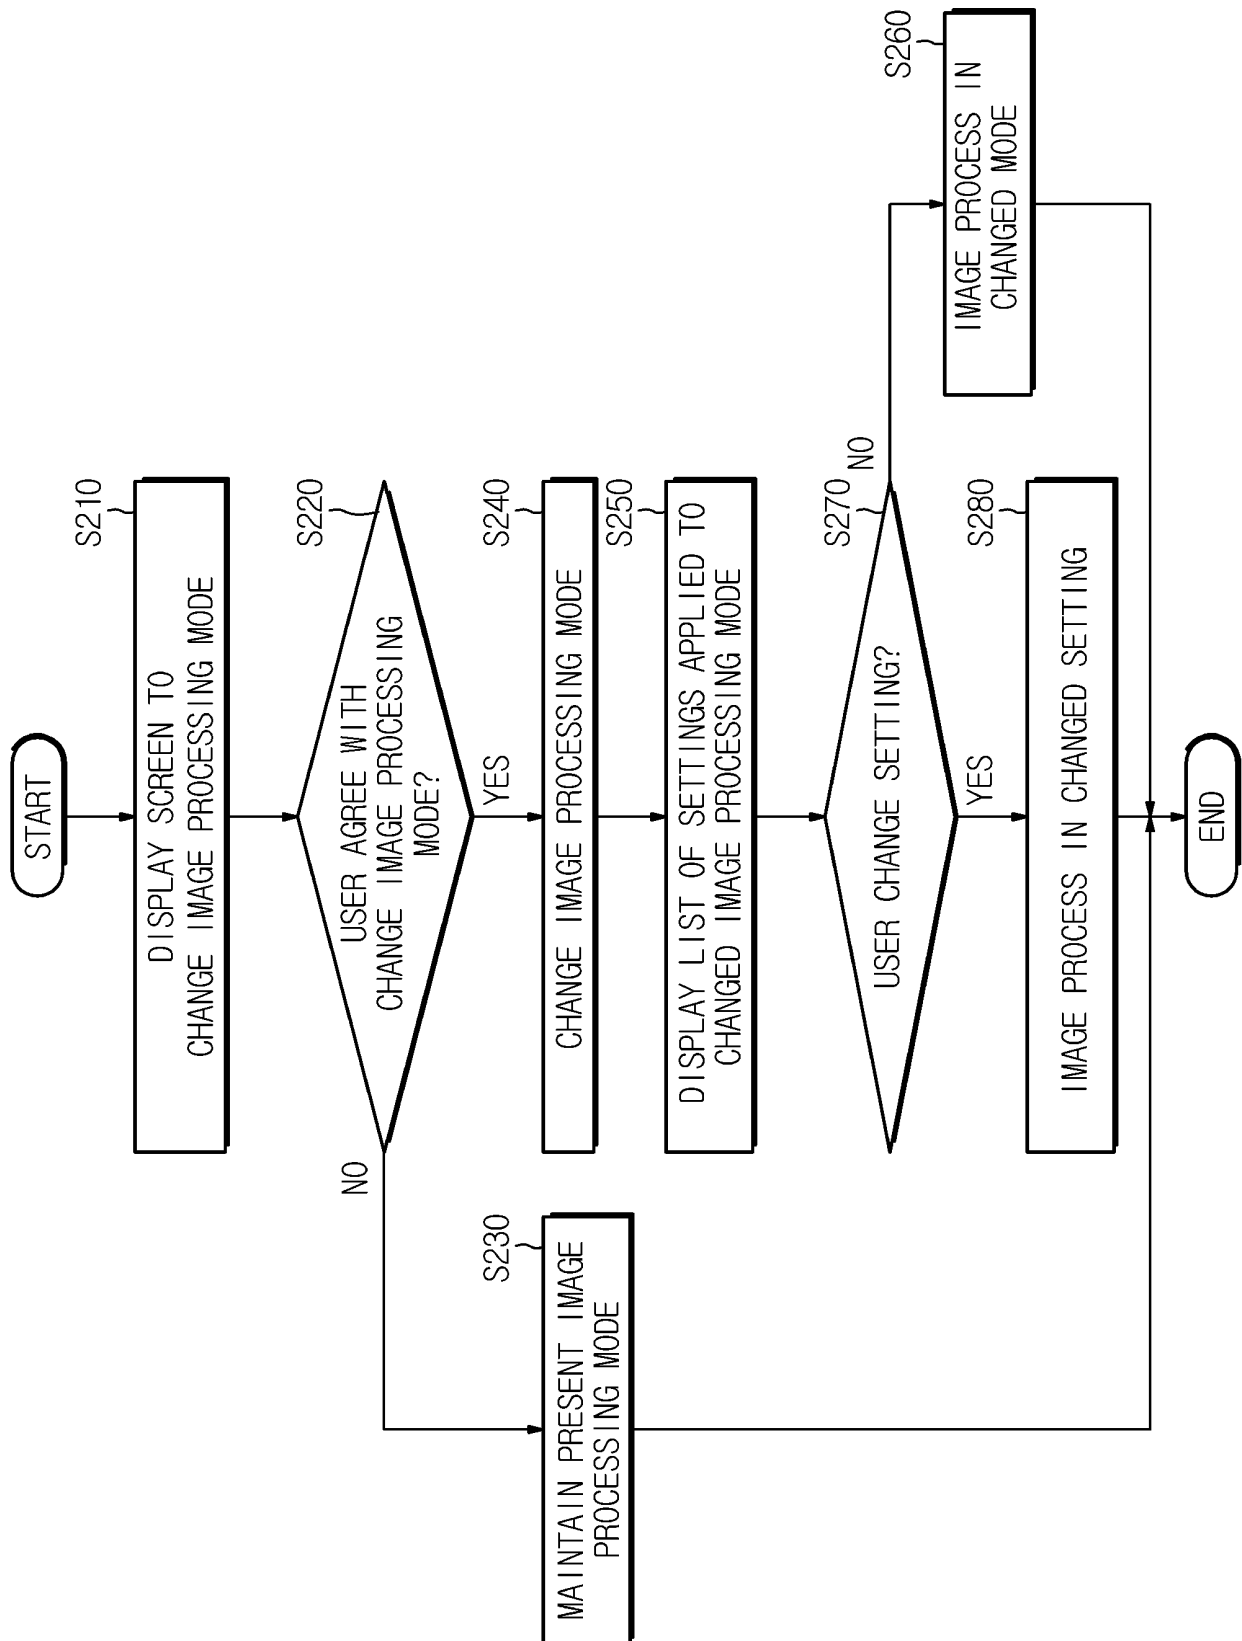 START
S210
DISPLAY SCREEN TO
CHANGE IMAGE PROCESSING MODE
S220
USER AGREE WITH
CHANGE IMAGE PROCESSING
MODE?
NO
YES
S230
MAINTAIN PRESENT IMAGE
PROCESSING MODE
S240
CHANGE IMAGE PROCESSING MODE
S250
DISPLAY LIST OF SETTINGS APPLIED TO
CHANGED IMAGE PROCESSING MODE
S270
USER CHANGE SETTING?
NO
YES
S260
IMAGE PROCESS IN
CHANGED MODE
S280
IMAGE PROCESS IN CHANGED SETTING
END